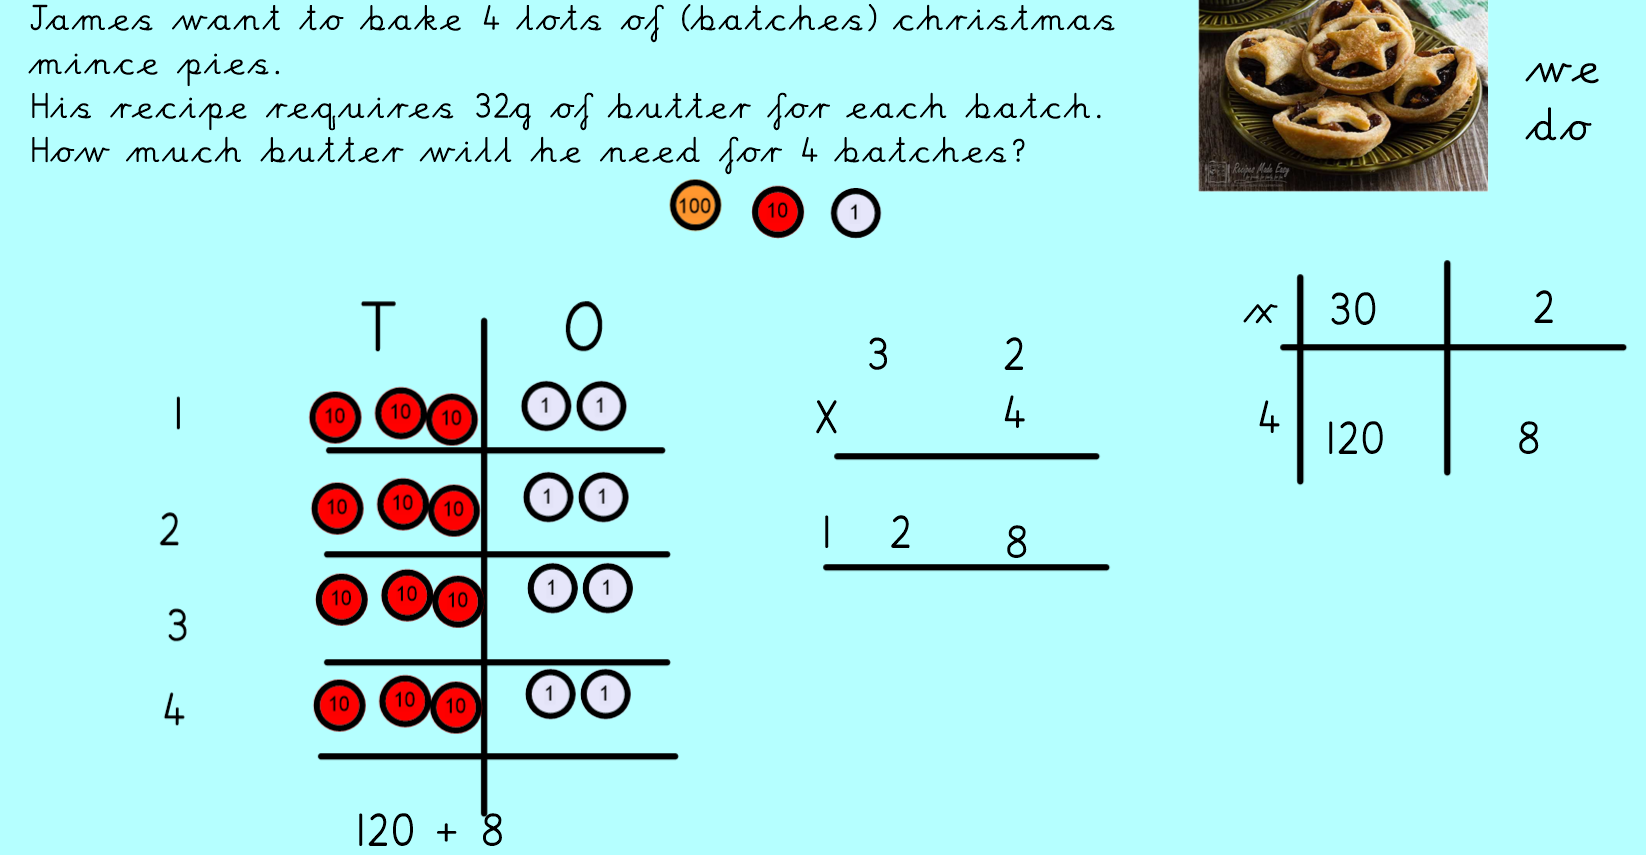 James want to bake 4 lots of (batches) christmas
mince pies.
His recipe requires 32g of butter for each batch.
How much butter will he need for 4 batches?
we
do
Recipes Made Easy
100 10 1
T O
1 10 10 10 1 1
2 10 10 10 1 1
3 10 10 10 1 1
4 10 10 10 1 1
120 + 8
3 2
X 4
1 2 8
x 30 2
4 120 8